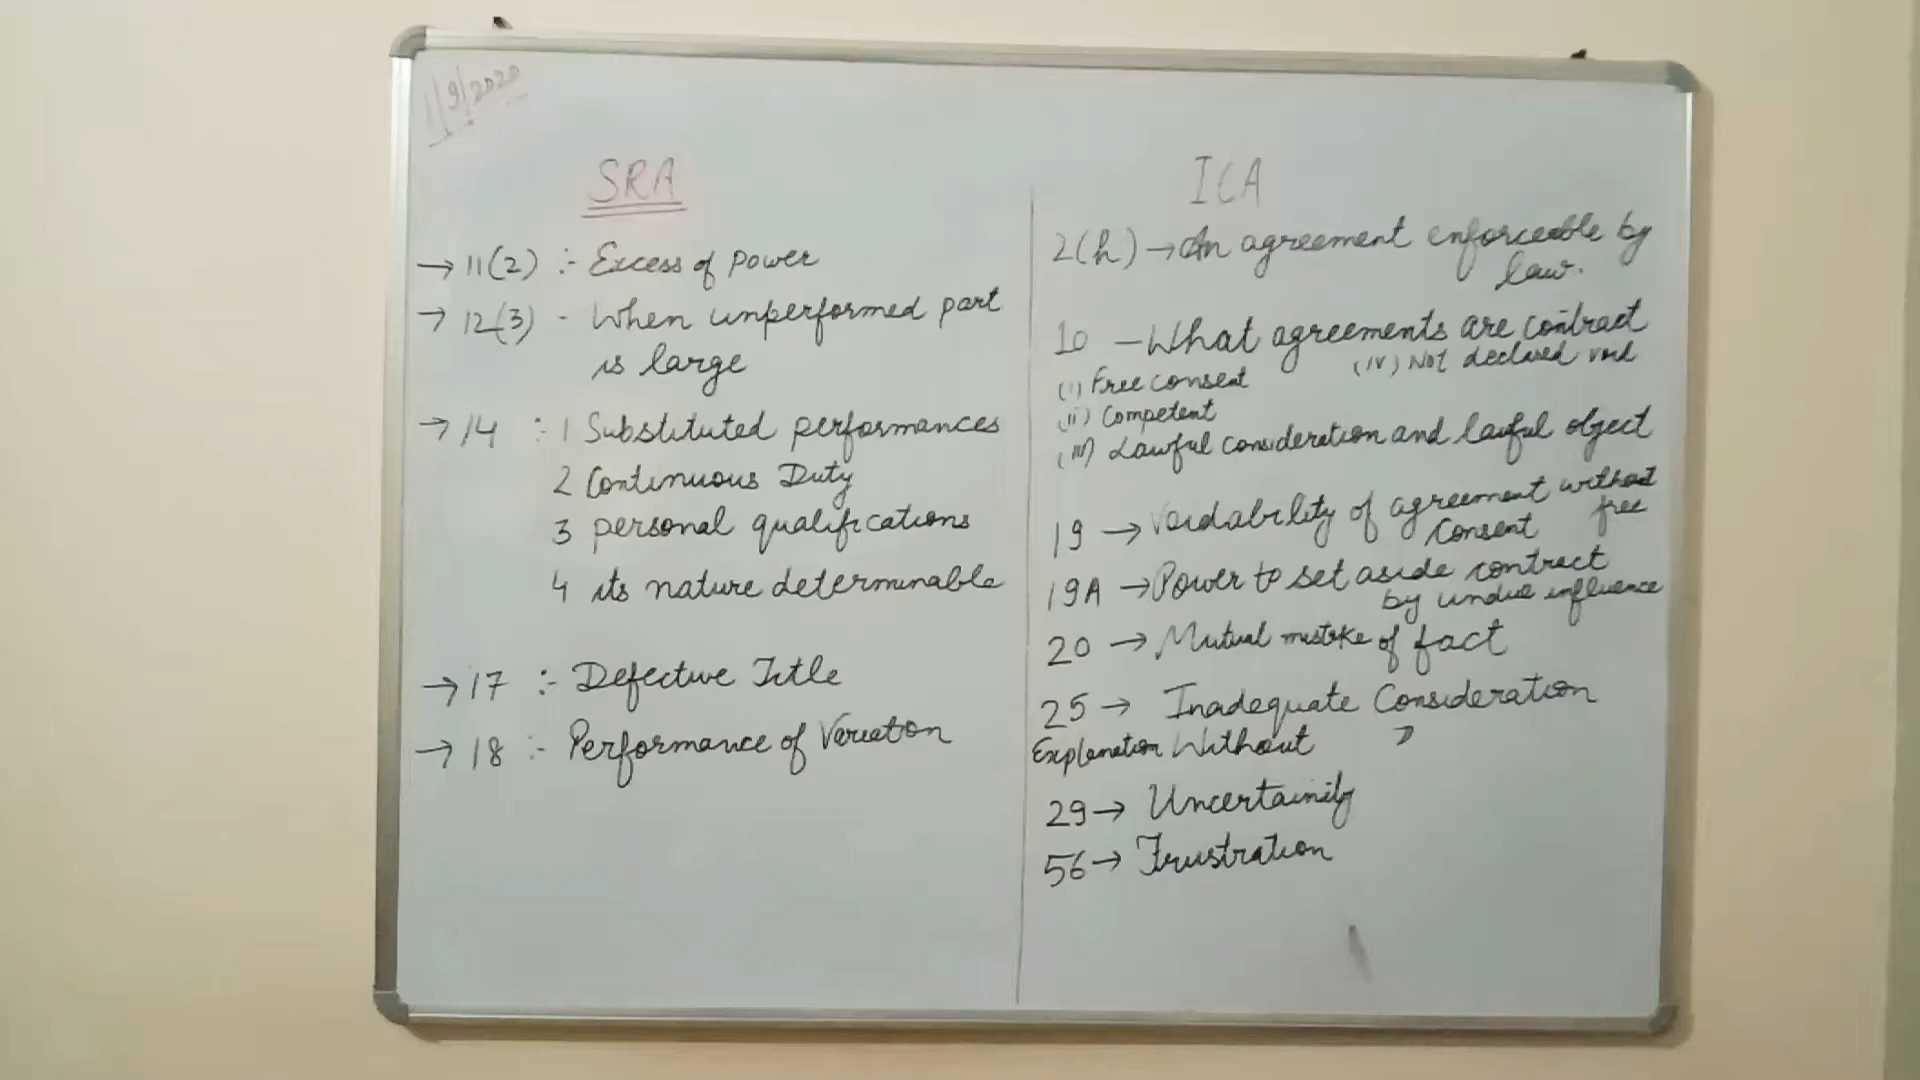 1/9/2020
SRA
→ 11(2) :- Excess of power
→ 12(3) - When unperformed part
is large
→ 14 :- 1 Substituted performances
2 Continuous Duty
3 personal qualifications
4 its nature determinable
→ 17 :- Defective Title
→ 18 :- Performance of Variation
ICA
2(h) → An agreement enforceable by
law.
10 – What agreements are contract
(i) Free consent (iv) Not declared void
(ii) Competent
(iii) Lawful consideration and lawful object
19 → Voidability of agreement without
free
Consent
19A → Power to set aside contract
by undue influence
20 → Mutual mistake of fact
25 → Inadequate Consideration
Explanation Without "
29 → Uncertainity
56 → Frustration